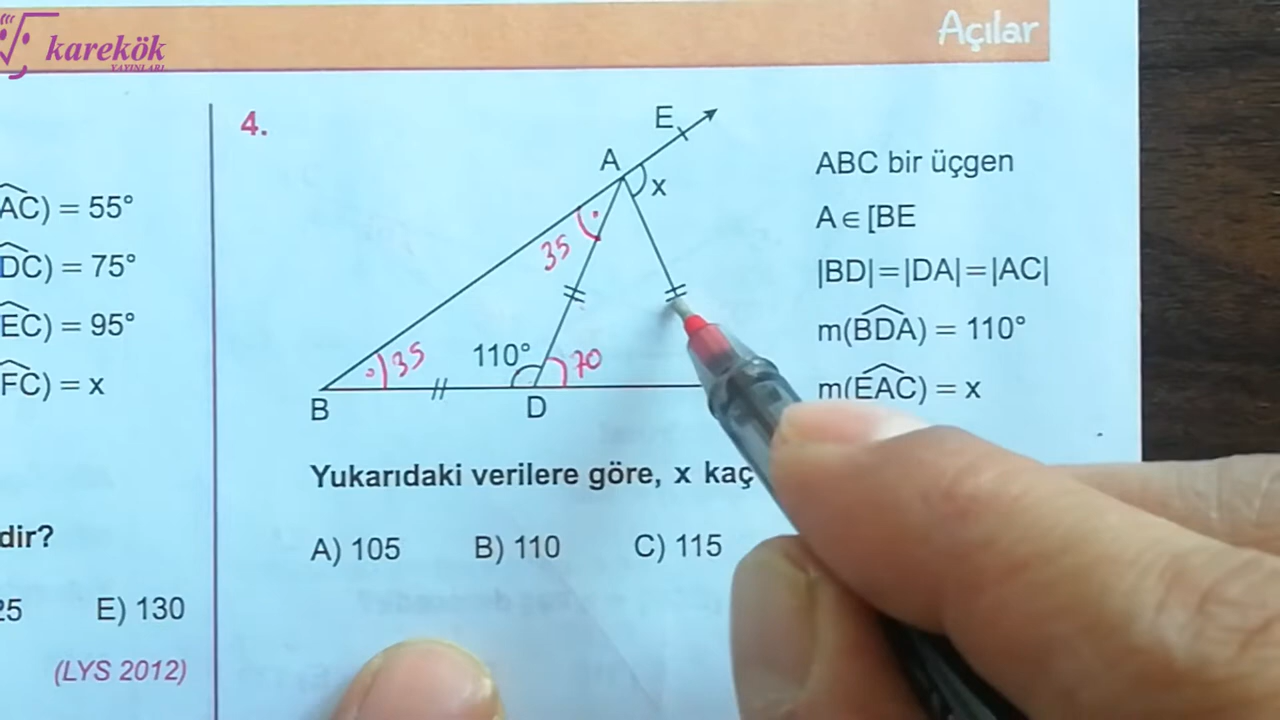 karekök
YAYINLARI
Açılar
AC) = 55°
DC) = 75°
EC) = 95°
FC) = x
dir?
25 E) 130
(LYS 2012)
4.
E
A
x
35
35
110°
70
B
D
ABC bir üçgen
A∈[BE
|BD|=|DA|=|AC|
m(BDA) = 110°
m(EAC) = x
Yukarıdaki verilere göre, x kaç
A) 105 B) 110 C) 115